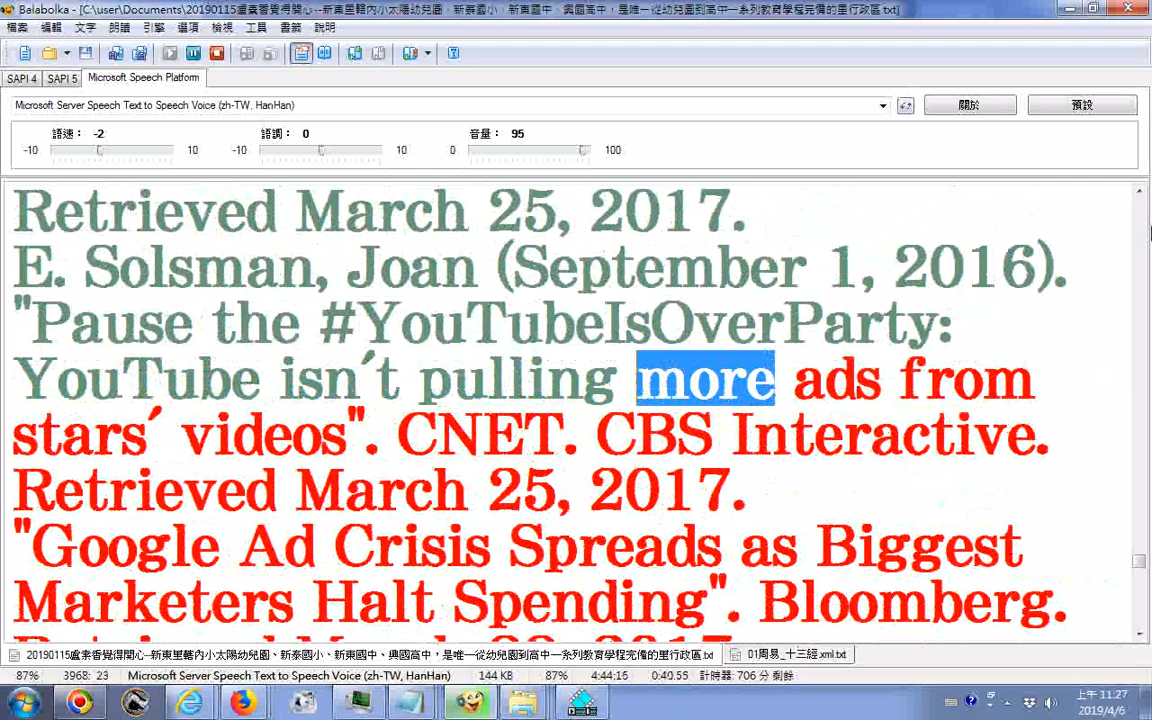 Balabolka - [C:\user\Documents\20190115盧素香覺得開心--新東里轄內小太陽幼兒園、新泰國小、新東國中、興國高中，是唯一從幼兒園到高中一系列教育學程完備的里行政區.txt]
檔案 編輯 文字 朗讀 引擎 選項 檢視 工具 書籤 說明
SAPI 4 SAPI 5 Microsoft Speech Platform
Microsoft Server Speech Text to Speech Voice (zh-TW, HanHan) 關於 預設
語速： -2 語調： 0 音量： 95
-10 10 -10 10 0 100
Retrieved March 25, 2017.
E. Solsman, Joan (September 1, 2016).
"Pause the #YouTubeIsOverParty:
YouTube isn´t pulling more ads from
stars´ videos". CNET. CBS Interactive.
Retrieved March 25, 2017.
"Google Ad Crisis Spreads as Biggest
Marketers Halt Spending". Bloomberg.
20190115盧素香覺得開心--新東里轄內小太陽幼兒園、新泰國小、新東國中、興國高中，是唯一從幼兒園到高中一系列教育學程完備的里行政區.txt 01周易_十三經.xml.txt
87% 3968: 23 Microsoft Server Speech Text to Speech Voice (zh-TW, HanHan) 87% 144 KB 4:44:15 0:40.55 計時器: 706 分 剩餘
上午 11:27
2019/4/6